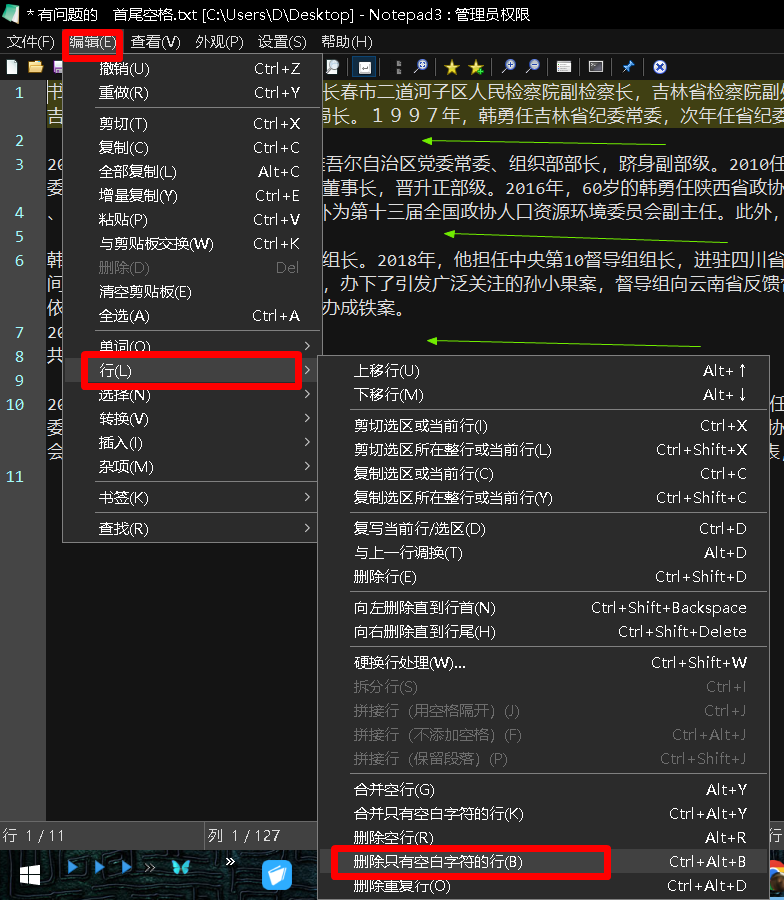 * 有问题的　首尾空格.txt [C:\Users\D\Desktop] - Notepad3 : 管理员权限
文件(F) 编辑(E) 查看(V) 外观(P) 设置(S) 帮助(H)
撤销(U) Ctrl+Z
重做(R) Ctrl+Y
剪切(T) Ctrl+X
复制(C) Ctrl+C
全部复制(L) Alt+C
增量复制(Y) Ctrl+E
粘贴(P) Ctrl+V
与剪贴板交换(W) Ctrl+K
删除(D) Del
清空剪贴板(E)
全选(A) Ctrl+A
单词(O)
行(L)
选择(N)
转换(V)
插入(I)
杂项(M)
书签(K)
查找(R)
1 长春市二道河子区人民检察院副检察长，吉林省检察院副
吉 局长。１９９７年，韩勇任吉林省纪委常委，次年任省纪委
2
3 20 吾尔自治区党委常委、组织部部长，跻身副部级。2010任
委 董事长，晋升正部级。2016年，60岁的韩勇任陕西省政协
4 、 外为第十三届全国政协人口资源环境委员会副主任。此外，
5
6 韩 组长。2018年，他担任中央第10督导组组长，进驻四川省
间 ，办下了引发广泛关注的孙小果案，督导组向云南省反馈
依 办成铁案。
7 20
8 共
9
10 20 任
委 协
会
11
上移行(U) Alt+↑
下移行(M) Alt+↓
剪切选区或当前行(I) Ctrl+X
剪切选区所在整行或当前行(L) Ctrl+Shift+X
复制选区或当前行(C) Ctrl+C
复制选区所在整行或当前行(Y) Ctrl+Shift+C
复写当前行/选区(D) Ctrl+D
与上一行调换(T) Alt+D
删除行(E) Ctrl+Shift+D
向左删除直到行首(N) Ctrl+Shift+Backspace
向右删除直到行尾(H) Ctrl+Shift+Delete
硬换行处理(W)... Ctrl+Shift+W
拆分行(S) Ctrl+I
拼接行（用空格隔开）(J) Ctrl+J
拼接行（不添加空格）(F) Ctrl+Alt+J
拼接行（保留段落）(P) Ctrl+Shift+J
合并空行(G) Alt+Y
合并只有空白字符的行(K) Ctrl+Alt+Y
删除空行(R) Alt+R
删除只有空白字符的行(B) Ctrl+Alt+B
删除重复行(O) Ctrl+Alt+D
行 1 / 11 列 1 / 127 行